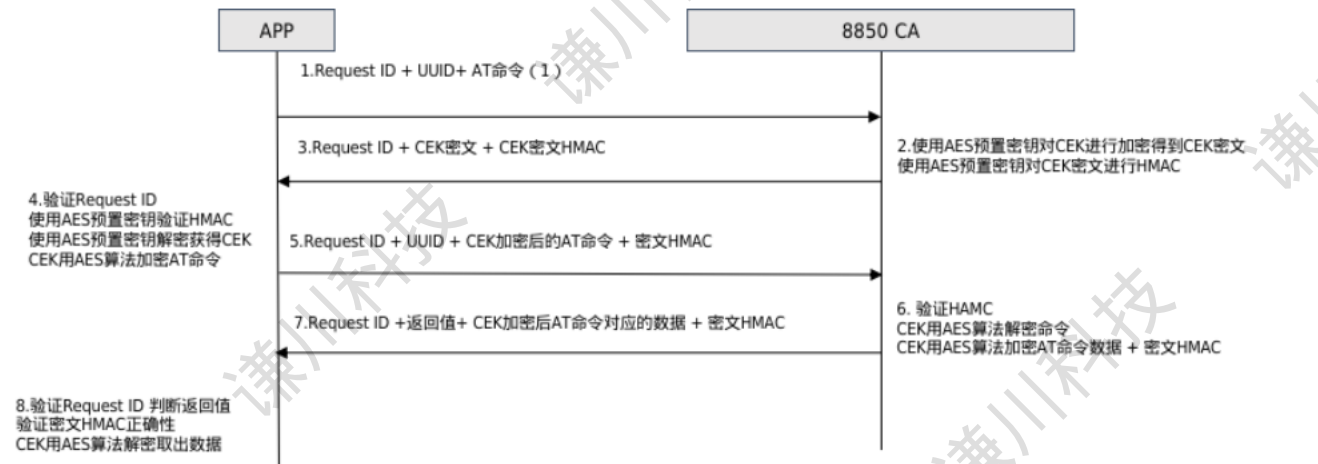 APP
8850 CA
谦川科技
1.Request ID + UUID+ AT命令（1）
3.Request ID + CEK密文 + CEK密文HMAC
2.使用AES预置密钥对CEK进行加密得到CEK密文
使用AES预置密钥对CEK密文进行HMAC
4.验证Request ID
使用AES预置密钥验证HMAC
使用AES预置密钥解密获得CEK
CEK用AES算法加密AT命令
5.Request ID + UUID + CEK加密后的AT命令 + 密文HMAC
7.Request ID +返回值+ CEK加密后AT命令对应的数据 + 密文HMAC
6. 验证HAMC
CEK用AES算法解密命令
CEK用AES算法加密AT命令数据 + 密文HMAC
谦川科技
8.验证Request ID 判断返回值
验证密文HMAC正确性
CEK用AES算法解密取出数据